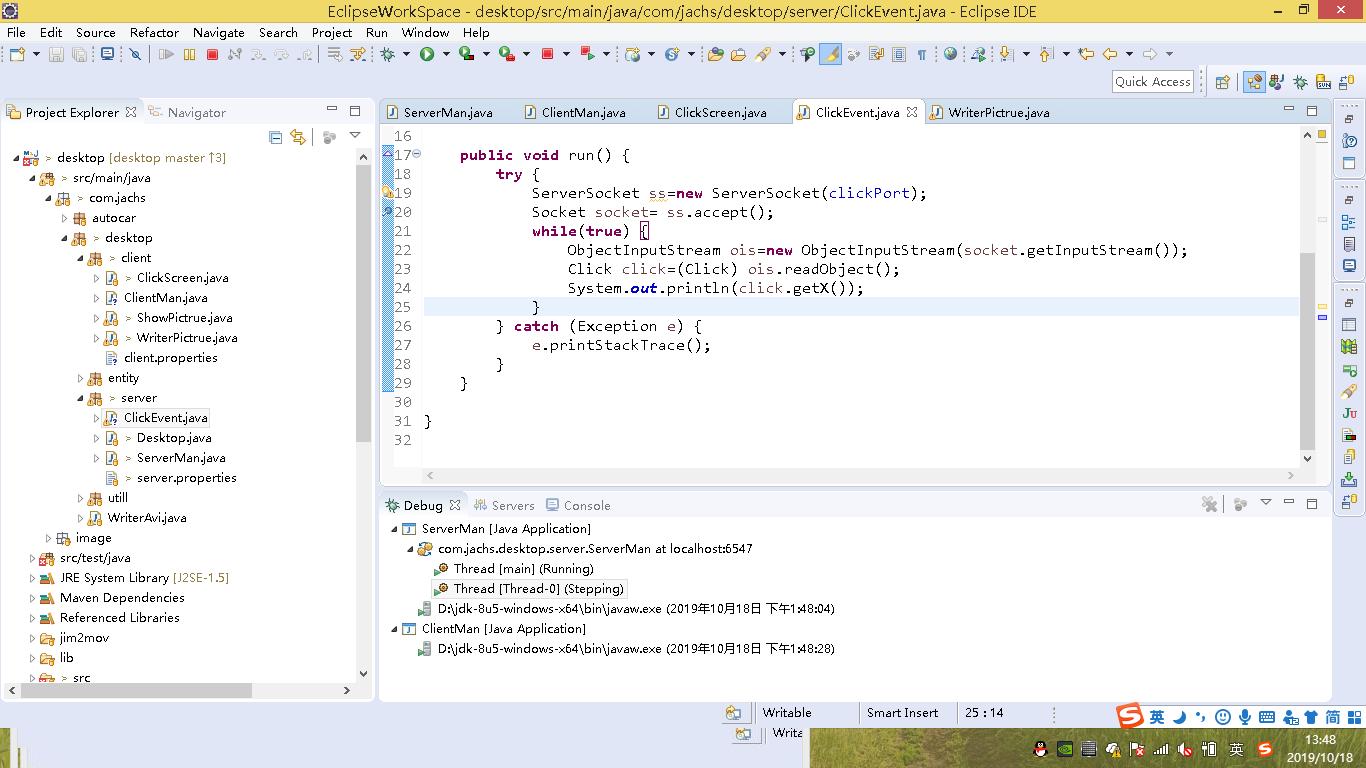 EclipseWorkSpace - desktop/src/main/java/com/jachs/desktop/server/ClickEvent.java - Eclipse IDE
File Edit Source Refactor Navigate Search Project Run Window Help
Quick Access
Project Explorer Navigator
ServerMan.java ClientMan.java ClickScreen.java ClickEvent.java WriterPictrue.java
> desktop [desktop master ↑3]
> src/main/java
> com.jachs
autocar
> desktop
> client
> ClickScreen.java
ClientMan.java
> ShowPictrue.java
> WriterPictrue.java
client.properties
entity
> server
ClickEvent.java
> Desktop.java
> ServerMan.java
> server.properties
utill
WriterAvi.java
image
src/test/java
JRE System Library [J2SE-1.5]
Maven Dependencies
Referenced Libraries
jim2mov
lib
> src
16
17 public void run() {
18 try {
19 ServerSocket ss=new ServerSocket(clickPort);
20 Socket socket= ss.accept();
21 while(true) {
22 ObjectInputStream ois=new ObjectInputStream(socket.getInputStream());
23 Click click=(Click) ois.readObject();
24 System.out.println(click.getX());
25 }
26 } catch (Exception e) {
27 e.printStackTrace();
28 }
29 }
30
31 }
32
Debug Servers Console
ServerMan [Java Application]
com.jachs.desktop.server.ServerMan at localhost:6547
Thread [main] (Running)
Thread [Thread-0] (Stepping)
D:\jdk-8u5-windows-x64\bin\javaw.exe (2019年10月18日 下午1:48:04)
ClientMan [Java Application]
D:\jdk-8u5-windows-x64\bin\javaw.exe (2019年10月18日 下午1:48:28)
Writable Smart Insert 25 : 14
S 英 简
Writa
英 S
13:48
2019/10/18
Ju